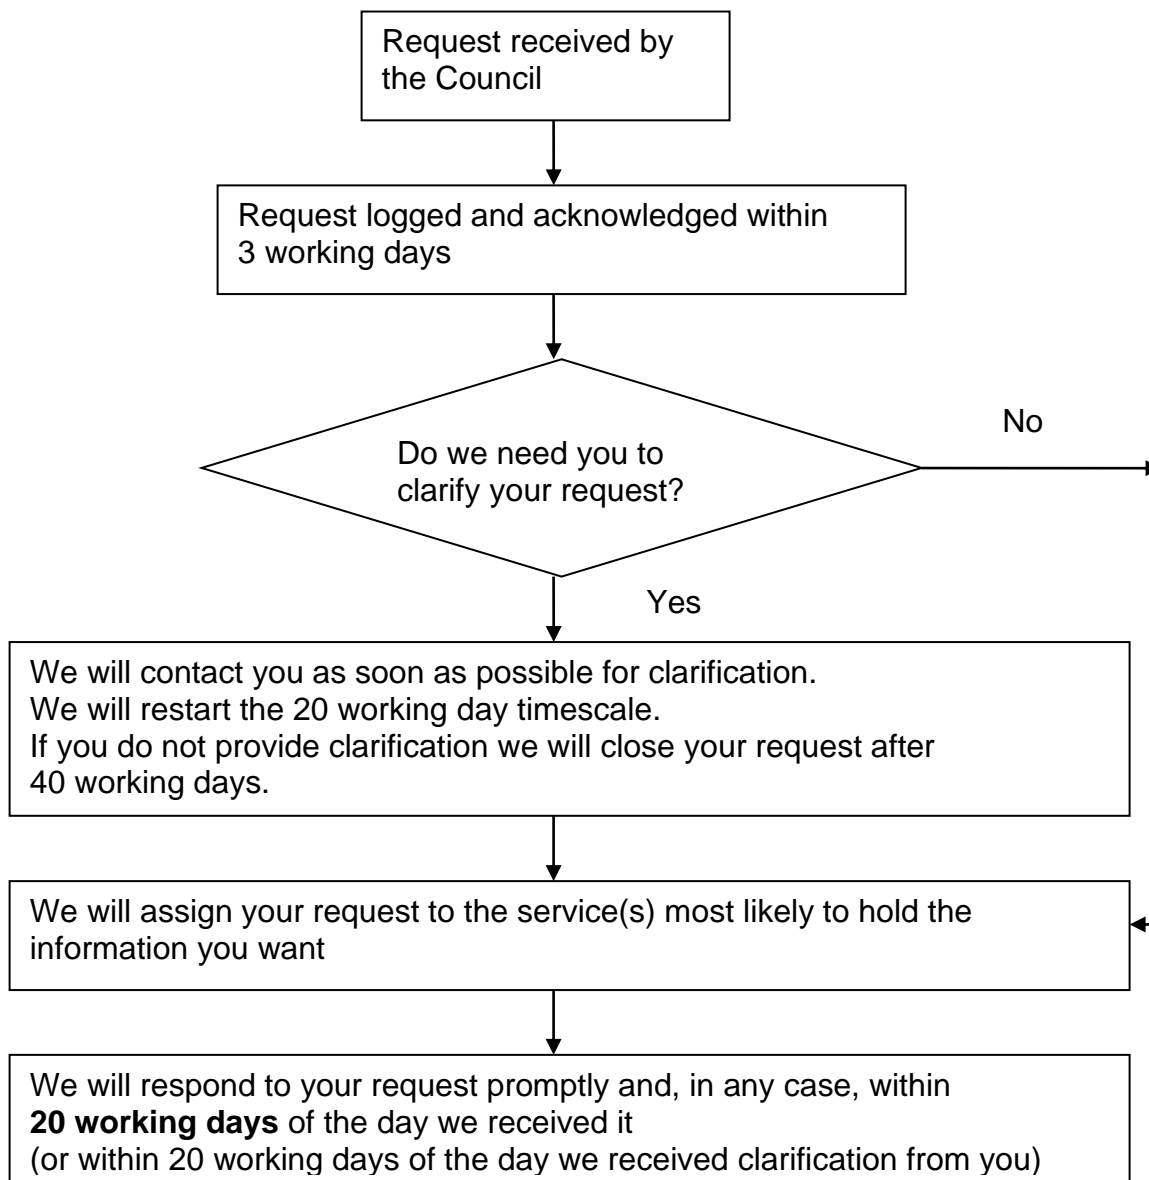 Request received by
the Council
Request logged and acknowledged within
3 working days
No
Do we need you to
clarify your request?
Yes
We will contact you as soon as possible for clarification.
We will restart the 20 working day timescale.
If you do not provide clarification we will close your request after
40 working days.
We will assign your request to the service(s) most likely to hold the
information you want
We will respond to your request promptly and, in any case, within
20 working days of the day we received it
(or within 20 working days of the day we received clarification from you)